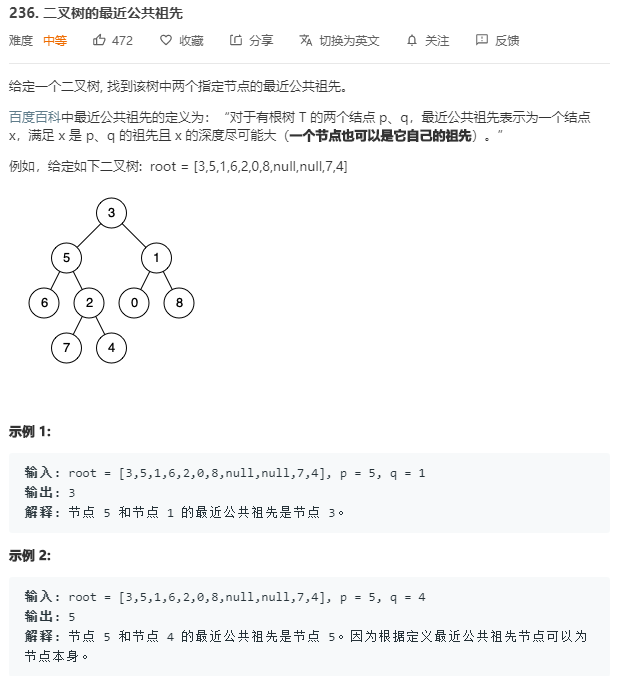 236. 二叉树的最近公共祖先
难度 中等 472 收藏 分享 切换为英文 关注 反馈
给定一个二叉树, 找到该树中两个指定节点的最近公共祖先。
百度百科中最近公共祖先的定义为：“对于有根树 T 的两个结点 p、q，最近公共祖先表示为一个结点
x，满足 x 是 p、q 的祖先且 x 的深度尽可能大（一个节点也可以是它自己的祖先）。”
例如，给定如下二叉树: root = [3,5,1,6,2,0,8,null,null,7,4]
3
5 1
6 2 0 8
7 4
示例 1:
输入: root = [3,5,1,6,2,0,8,null,null,7,4], p = 5, q = 1
输出: 3
解释: 节点 5 和节点 1 的最近公共祖先是节点 3。
示例 2:
输入: root = [3,5,1,6,2,0,8,null,null,7,4], p = 5, q = 4
输出: 5
解释: 节点 5 和节点 4 的最近公共祖先是节点 5。因为根据定义最近公共祖先节点可以为
节点本身。